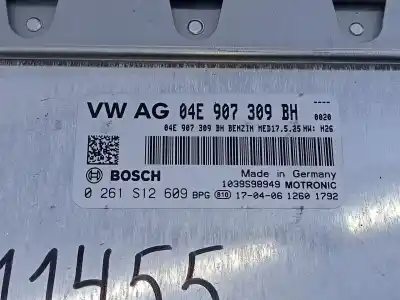 VW AG 04E 907 309 BH
----
0020
04E 907 309 BH BENZIN MED17.5.25 HW: H26
BOSCH
Made in Germany
1039S98949 MOTRONIC
0 261 S12 609 BPG 010 17-04-06 1260 1792
11455